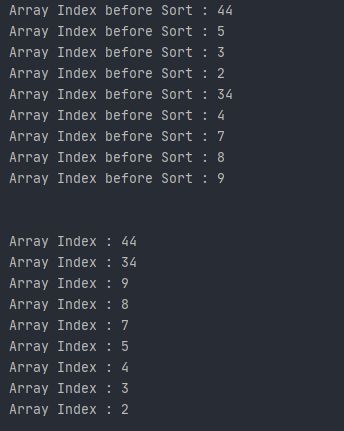 Array Index before Sort : 44
Array Index before Sort : 5
Array Index before Sort : 3
Array Index before Sort : 2
Array Index before Sort : 34
Array Index before Sort : 4
Array Index before Sort : 7
Array Index before Sort : 8
Array Index before Sort : 9
Array Index : 44
Array Index : 34
Array Index : 9
Array Index : 8
Array Index : 7
Array Index : 5
Array Index : 4
Array Index : 3
Array Index : 2